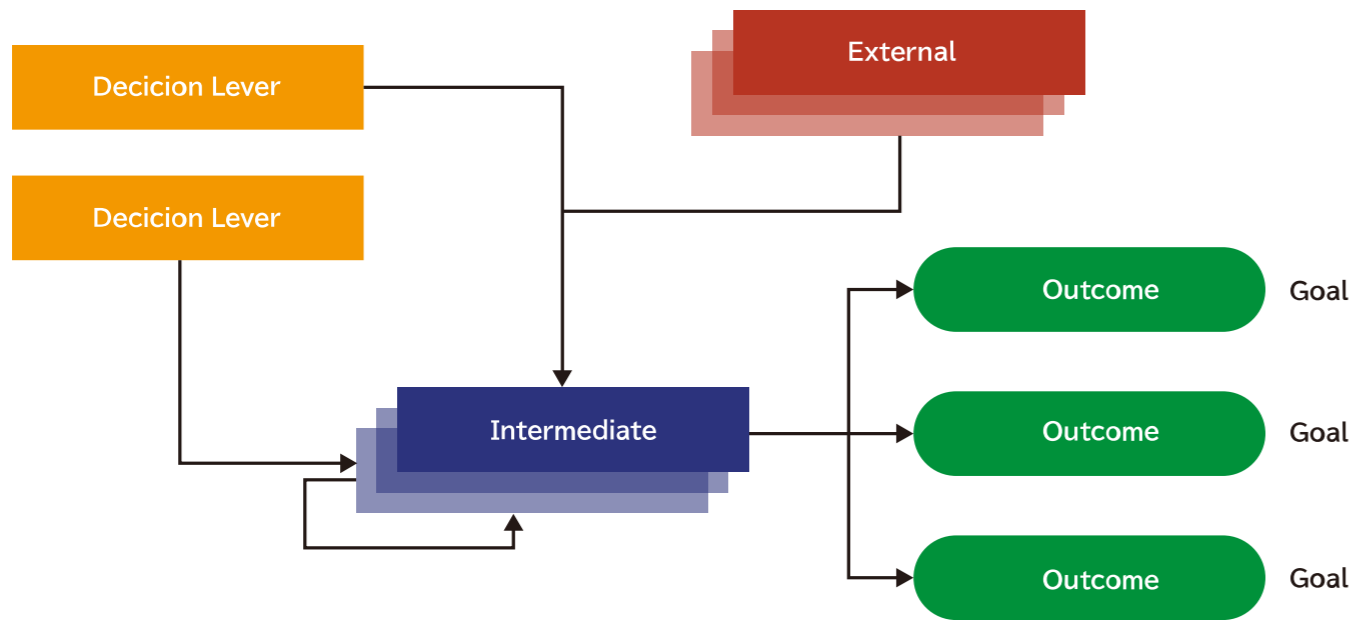 Decicion Lever
External
Decicion Lever
Outcome Goal
Intermediate
Outcome Goal
Outcome Goal